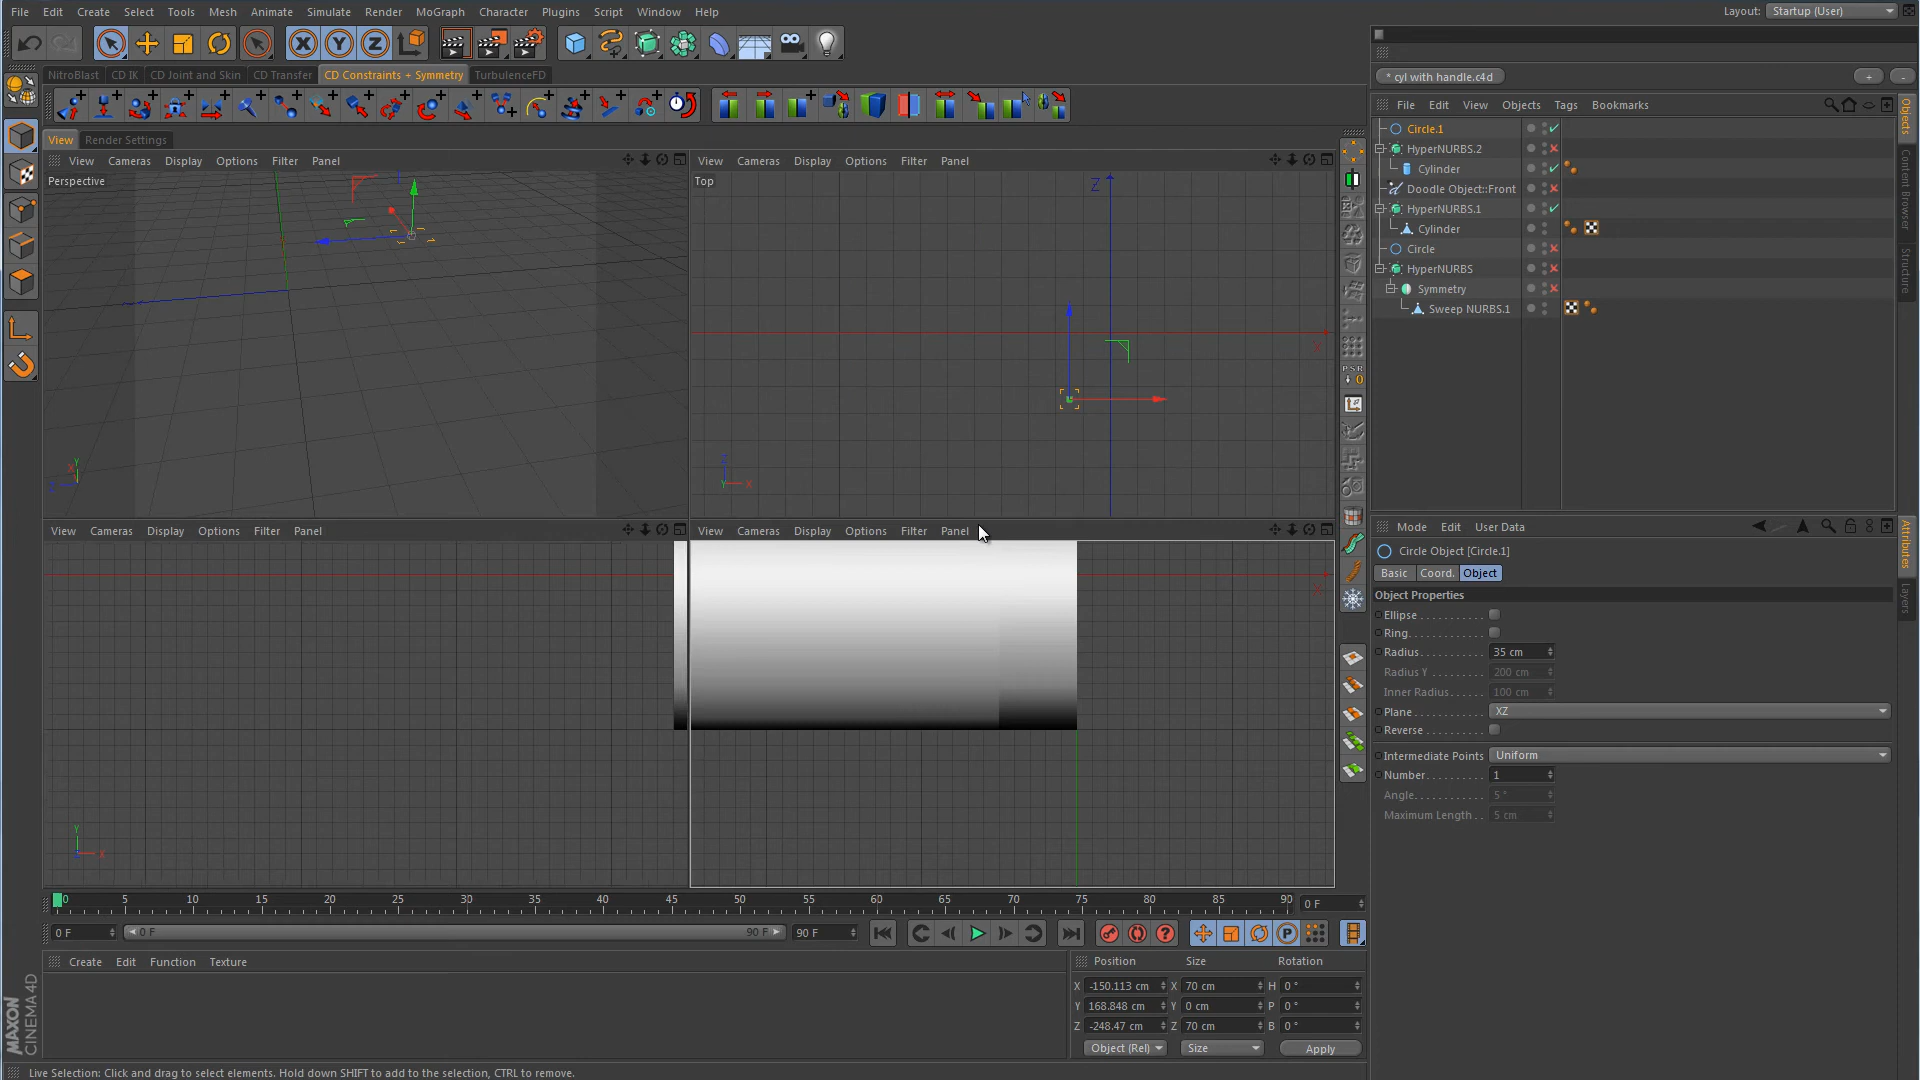 File Edit Create Select Tools Mesh Animate Simulate Render MoGraph Character Plugins Script Window Help
Layout: Startup (User)
NitroBlast CD IK CD Joint and Skin CD Transfer CD Constraints + Symmetry TurbulenceFD
* cyl with handle.c4d + -
File Edit View Objects Tags Bookmarks
Circle.1
HyperNURBS.2
Cylinder
Doodle Object::Front
HyperNURBS.1
Cylinder
Circle
HyperNURBS
Symmetry
Sweep NURBS.1
Objects
Content Browser
Structure
View Render Settings
View Cameras Display Options Filter Panel
Perspective
Y
X
Z
View Cameras Display Options Filter Panel
Top
Z
X
Z
Y X
PSR
0
View Cameras Display Options Filter Panel
Y
Z X
View Cameras Display Options Filter Panel
X
Mode Edit User Data
Circle Object [Circle.1]
Basic Coord. Object
Object Properties
Ellipse
Ring
Radius 35 cm
Radius Y 200 cm
Inner Radius 100 cm
Plane XZ
Reverse
Intermediate Points Uniform
Number 1
Angle 5 °
Maximum Length 5 cm
Attributes
Layers
0 5 10 15 20 25 30 35 40 45 50 55 60 65 70 75 80 85 90 0 F
0 F 0 F 90 F 90 F
Create Edit Function Texture
Position Size Rotation
X -150.113 cm X 70 cm H 0 °
Y 168.848 cm Y 0 cm P 0 °
Z -248.47 cm Z 70 cm B 0 °
Object (Rel) Size Apply
MAXON
CINEMA 4D
Live Selection: Click and drag to select elements. Hold down SHIFT to add to the selection, CTRL to remove.